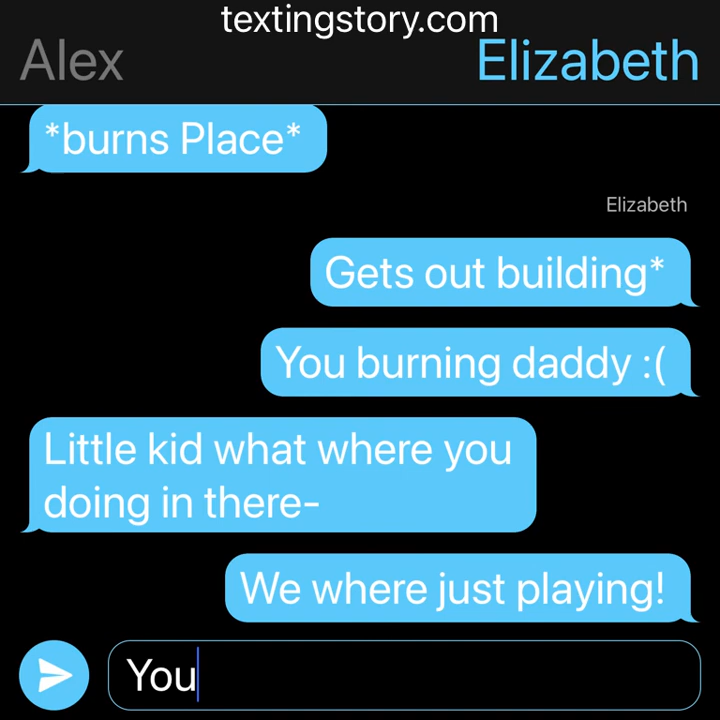 textingstory.com
Alex
Elizabeth
*burns Place*
Elizabeth
Gets out building*
You burning daddy :(
Little kid what where you
doing in there-
We where just playing!
You